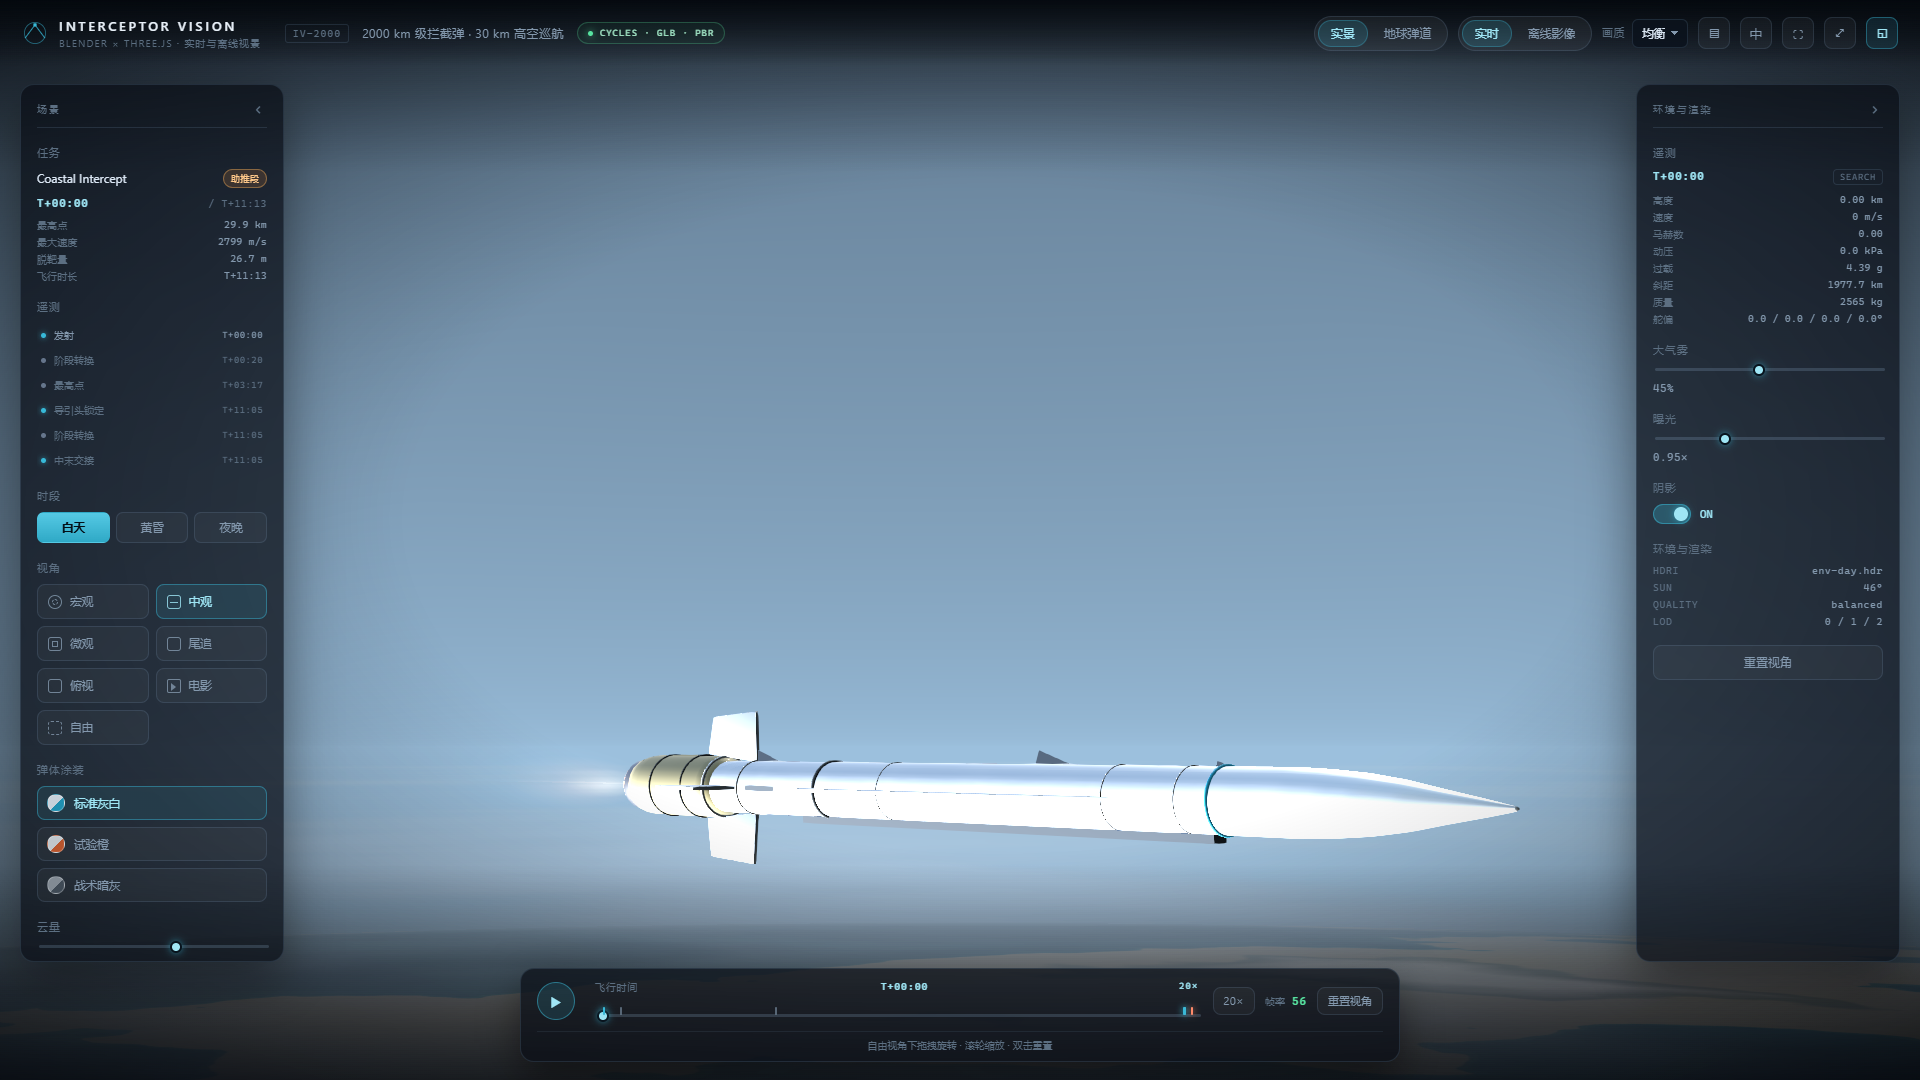 INTERCEPTOR VISION
BLENDER × THREE.JS · 实时与离线视景
IV-2000
2000 km 级拦截弹 · 30 km 高空巡航
CYCLES · GLB · PBR
实景
地球弹道
实时
离线影像
画质
均衡
中
场景
任务
Coastal Intercept
助推段
T+00:00
/ T+11:13
最高点
29.9 km
最大速度
2799 m/s
脱靶量
26.7 m
飞行时长
T+11:13
遥测
发射
T+00:00
阶段转换
T+00:20
最高点
T+03:17
导引头锁定
T+11:05
阶段转换
T+11:05
中末交接
T+11:05
时段
白天
黄昏
夜晚
视角
宏观
中观
微观
尾追
俯视
电影
自由
弹体涂装
标准灰白
试验橙
战术暗灰
云量
环境与渲染
遥测
T+00:00
SEARCH
高度
0.00 km
速度
0 m/s
马赫数
0.00
动压
0.0 kPa
过载
4.39 g
斜距
1977.7 km
质量
2565 kg
舵偏
0.0 / 0.0 / 0.0 / 0.0°
大气雾
45%
曝光
0.95×
阴影
ON
环境与渲染
HDRI
env-day.hdr
SUN
46°
QUALITY
balanced
LOD
0 / 1 / 2
重置视角
飞行时间
T+00:00
20×
20×
帧率 56
重置视角
自由视角下拖拽旋转 · 滚轮缩放 · 双击重置